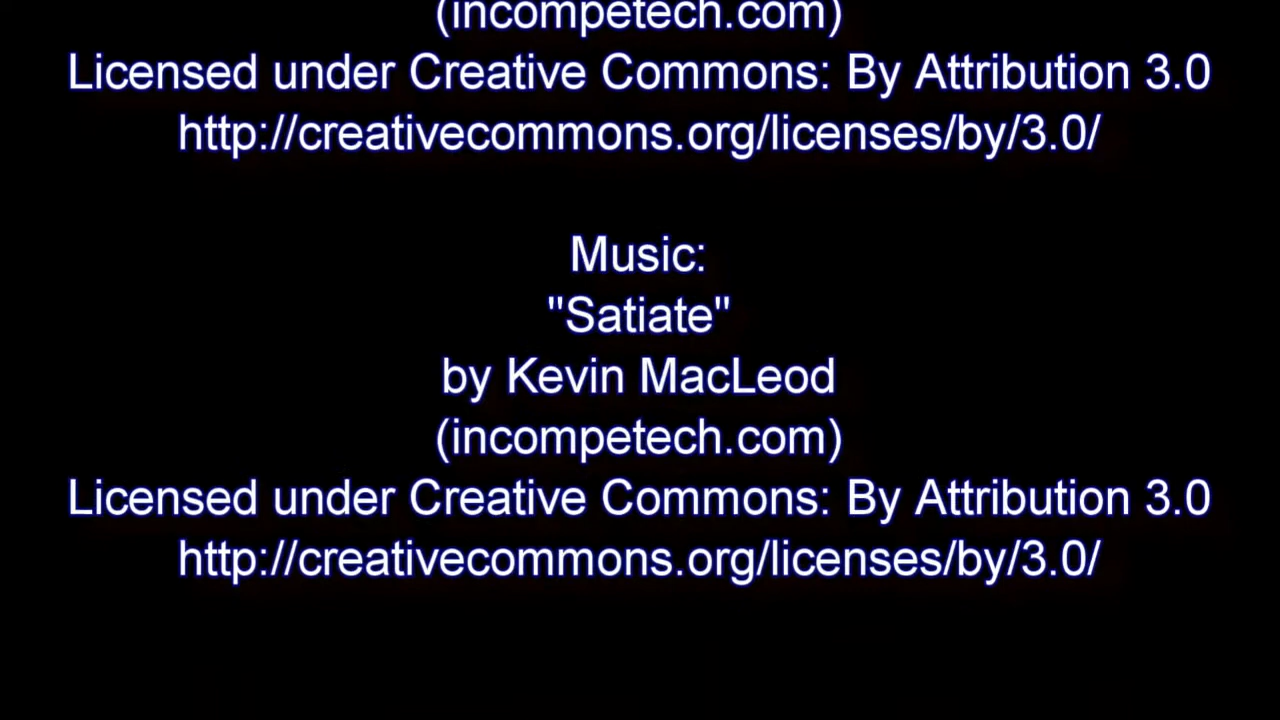 (incompetech.com)
Licensed under Creative Commons: By Attribution 3.0
http://creativecommons.org/licenses/by/3.0/
Music:
"Satiate"
by Kevin MacLeod
(incompetech.com)
Licensed under Creative Commons: By Attribution 3.0
http://creativecommons.org/licenses/by/3.0/